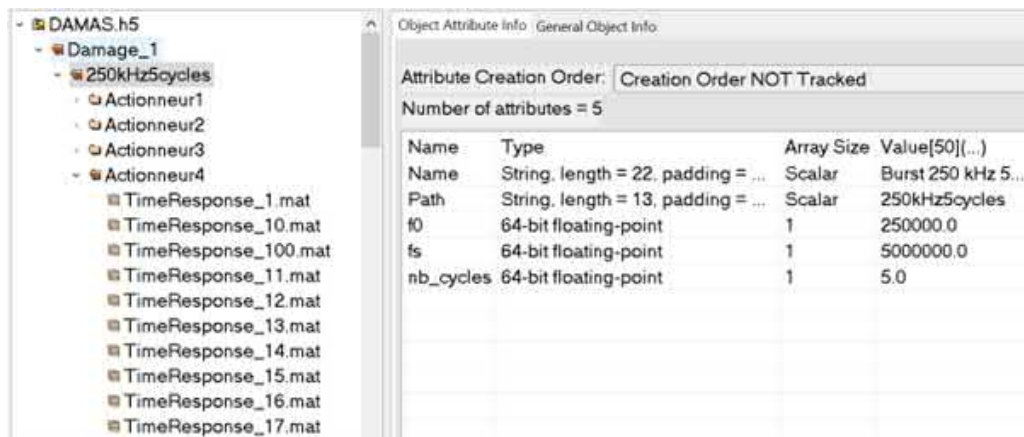 DAMAS.h5
Damage_1
250kHz5cycles
Actionneur1
Actionneur2
Actionneur3
Actionneur4
TimeResponse_1.mat
TimeResponse_10.mat
TimeResponse_100.mat
TimeResponse_11.mat
TimeResponse_12.mat
TimeResponse_13.mat
TimeResponse_14.mat
TimeResponse_15.mat
TimeResponse_16.mat
TimeResponse_17.mat
Object Attribute Info General Object Info
Attribute Creation Order: Creation Order NOT Tracked
Number of attributes = 5
Name Type Array Size Value[50](...)
Name String, length = 22, padding = ... Scalar Burst 250 kHz 5...
Path String, length = 13, padding = ... Scalar 250kHz5cycles
f0 64-bit floating-point 1 250000.0
fs 64-bit floating-point 1 5000000.0
nb_cycles 64-bit floating-point 1 5.0